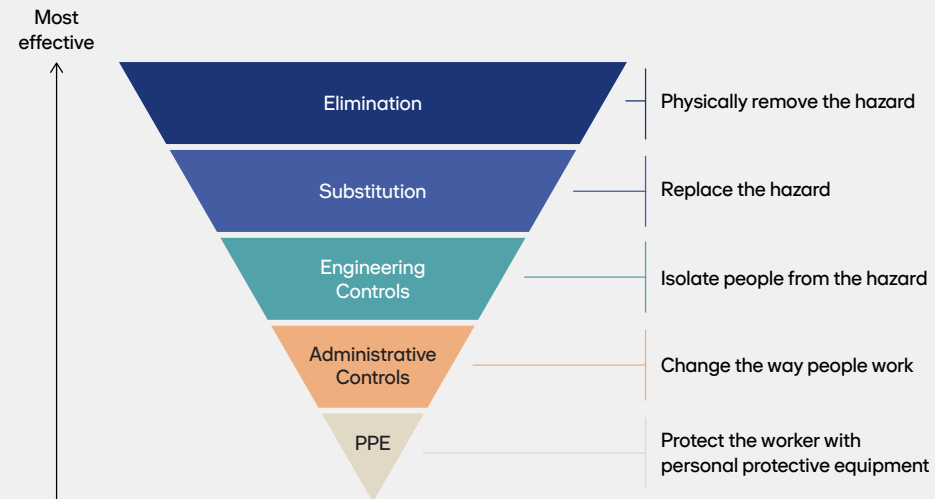 Most
effective
Elimination
Physically remove the hazard
Substitution
Replace the hazard
Engineering
Controls
Isolate people from the hazard
Administrative
Controls
Change the way people work
PPE
Protect the worker with
personal protective equipment